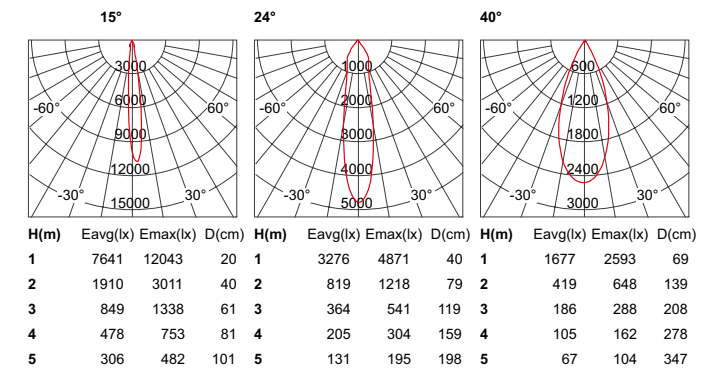 15° 24° 40°
3000 1000 600
-60° 6000 60° -60° 2000 60° -60° 1200 60°
9000 3000 1800
12000 4000 2400
-30° 30° -30° 30° -30° 30°
15000 5000 3000
H(m) Eavg(lx) Emax(lx) D(cm) H(m) Eavg(lx) Emax(lx) D(cm) H(m) Eavg(lx) Emax(lx) D(cm)
1 7641 12043 20 1 3276 4871 40 1 1677 2593 69
2 1910 3011 40 2 819 1218 79 2 419 648 139
3 849 1338 61 3 364 541 119 3 186 288 208
4 478 753 81 4 205 304 159 4 105 162 278
5 306 482 101 5 131 195 198 5 67 104 347